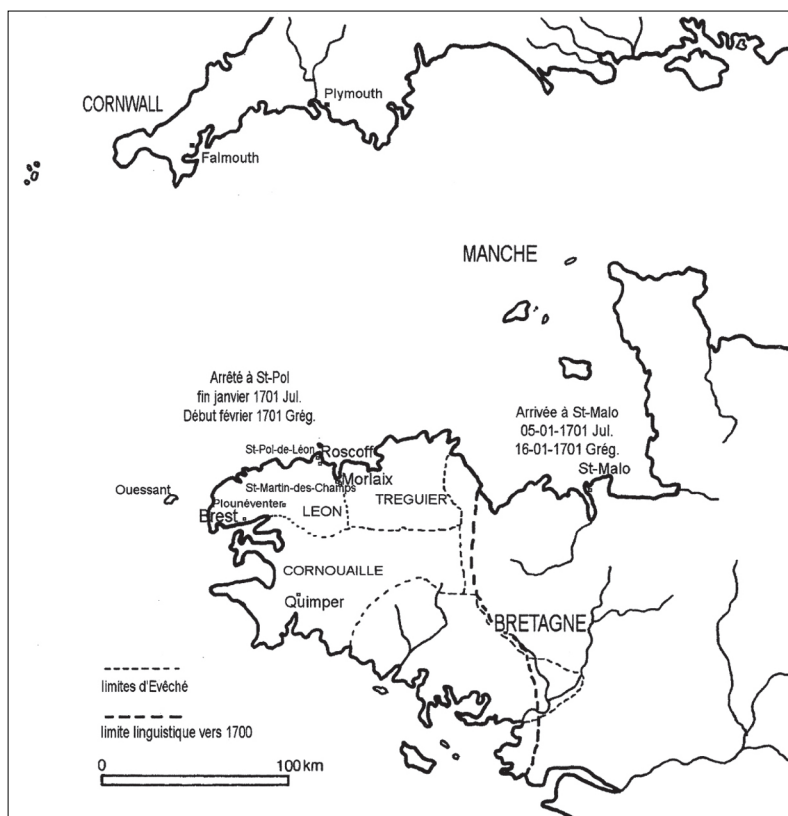 Plymouth
CORNWALL
Falmouth
MANCHE
Arrêté à St-Pol
fin janvier 1701 Jul.
Début février 1701 Grég.
Arrivée à St-Malo
05-01-1701 Jul.
16-01-1701 Grég.
St-Malo
St-Pol-de-Léon
Roscoff
Morlaix
St-Martin-des-Champs
Ouessant
TREGUIER
Plounéventer
LEON
Brest
CORNOUAILLE
Quimper
BRETAGNE
limites d'Evêché
limite linguistique vers 1700
0 100 km